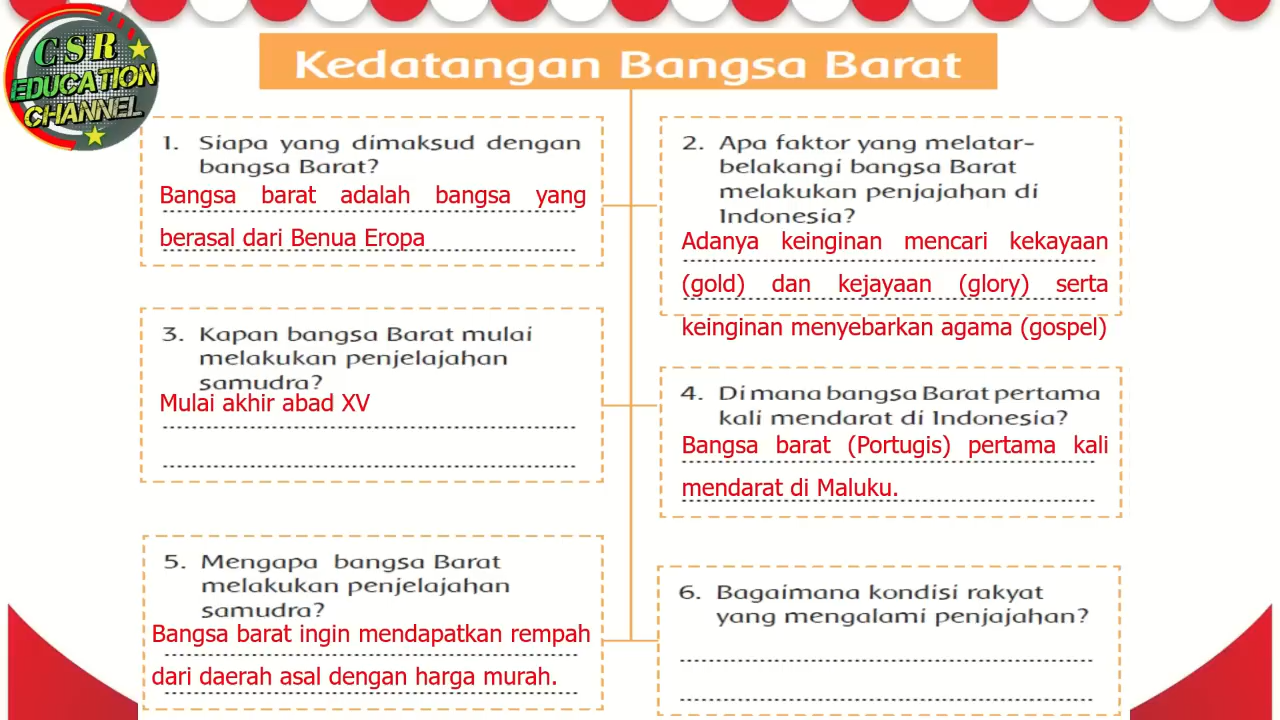 CSR
EDUCATION
CHANNEL
Kedatangan Bangsa Barat
1. Siapa yang dimaksud dengan
bangsa Barat?
Bangsa barat adalah bangsa yang
berasal dari Benua Eropa
2. Apa faktor yang melatar-
belakangi bangsa Barat
melakukan penjajahan di
Indonesia?
Adanya keinginan mencari kekayaan
(gold) dan kejayaan (glory) serta
keinginan menyebarkan agama (gospel)
3. Kapan bangsa Barat mulai
melakukan penjelajahan
samudra?
Mulai akhir abad XV
4. Di mana bangsa Barat pertama
kali mendarat di Indonesia?
Bangsa barat (Portugis) pertama kali
mendarat di Maluku.
5. Mengapa bangsa Barat
melakukan penjelajahan
samudra?
Bangsa barat ingin mendapatkan rempah
dari daerah asal dengan harga murah.
6. Bagaimana kondisi rakyat
yang mengalami penjajahan?